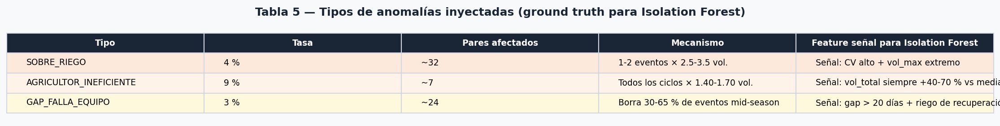 Tabla 5 — Tipos de anomalías inyectadas (ground truth para Isolation Forest)
Tipo Tasa Pares afectados Mecanismo Feature señal para Isolation Forest
SOBRE_RIEGO 4 % ~32 1-2 eventos × 2.5-3.5 vol. Señal: CV alto + vol_max extremo
AGRICULTOR_INEFICIENTE 9 % ~7 Todos los ciclos × 1.40-1.70 vol. Señal: vol_total siempre +40-70 % vs media
GAP_FALLA_EQUIPO 3 % ~24 Borra 30-65 % de eventos mid-season Señal: gap > 20 días + riego de